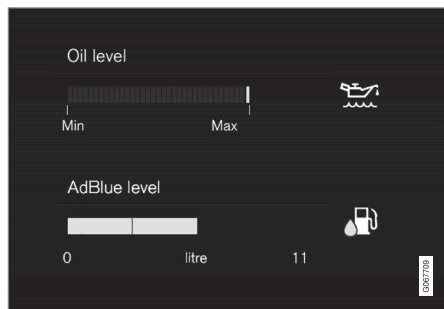 Oil level
Min Max
AdBlue level
0 litre 11
G067709